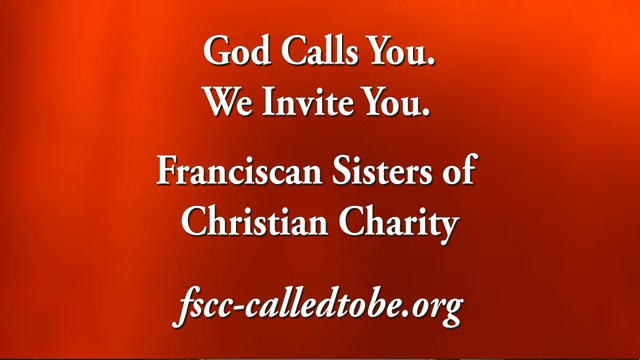 God Calls You.
We Invite You.
Franciscan Sisters of
Christian Charity
fscc-calledtobe.org